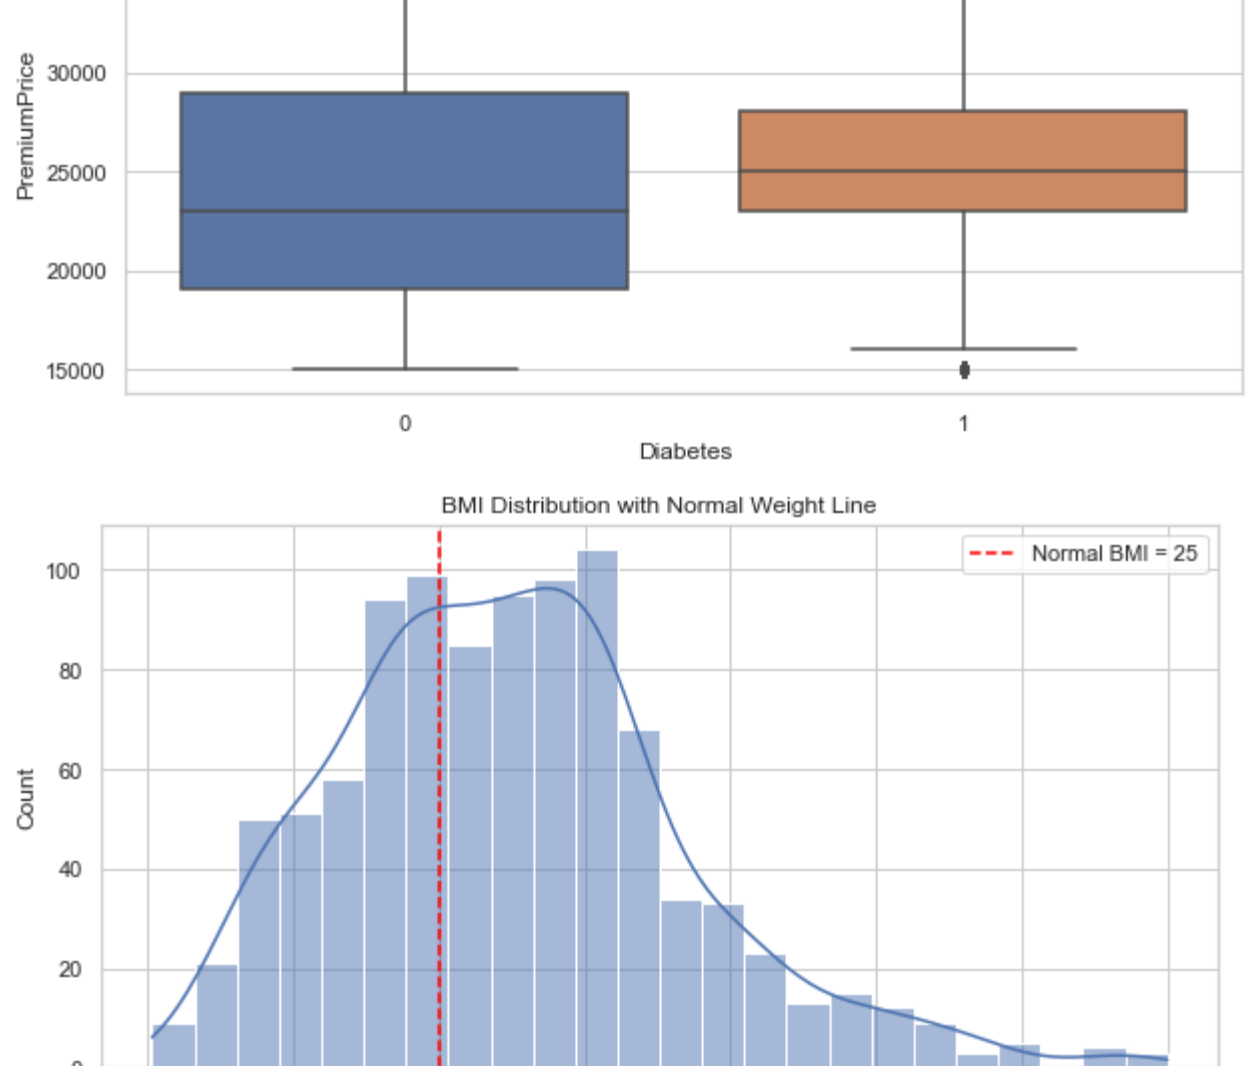 PremiumPrice
30000
25000
20000
15000
0
1
Diabetes
BMI Distribution with Normal Weight Line
Normal BMI = 25
Count
100
80
60
40
20